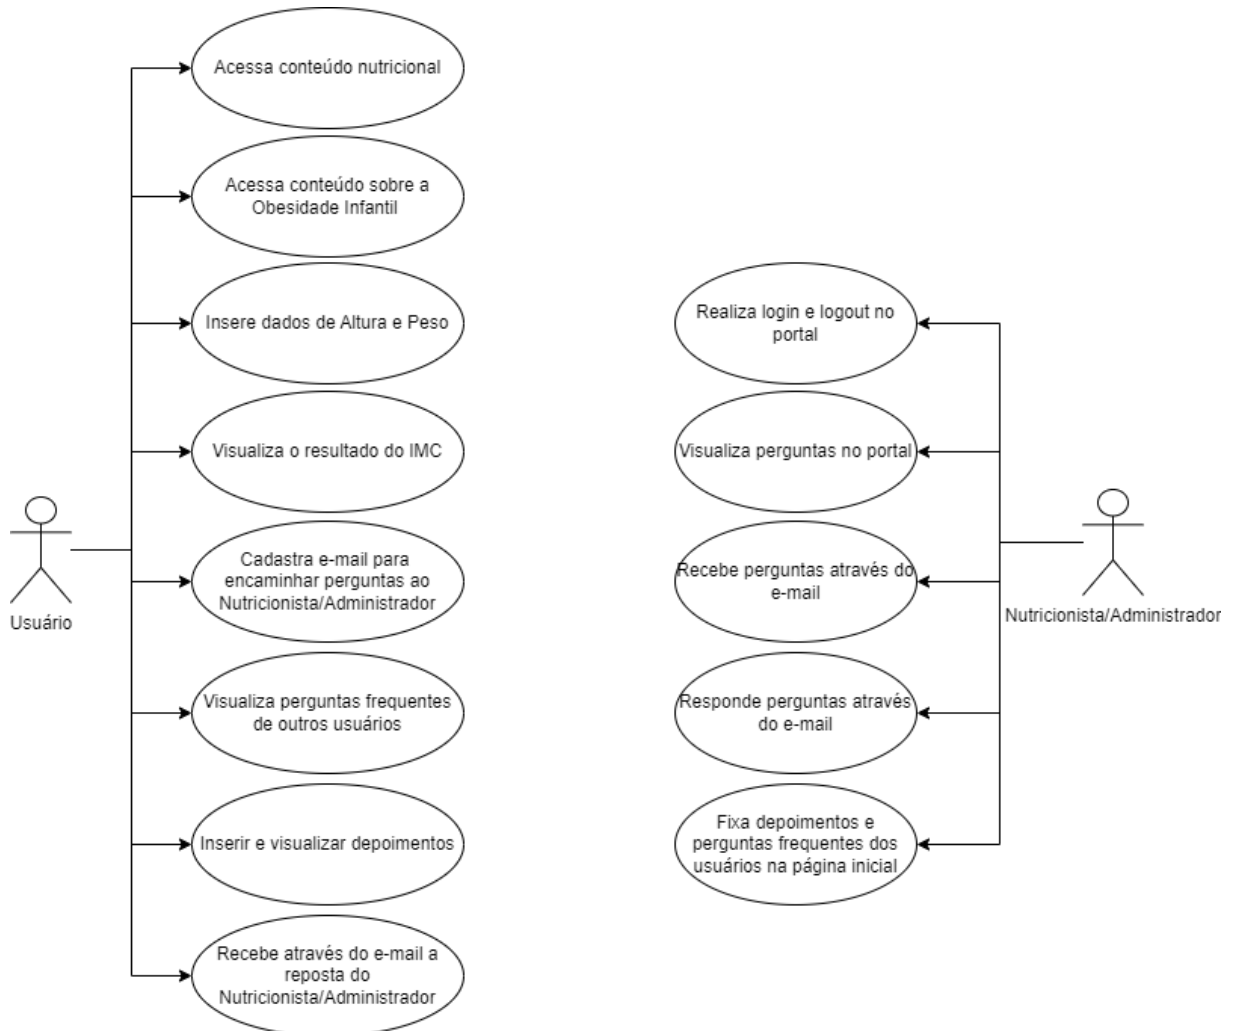 Acessa conteúdo nutricional
Acessa conteúdo sobre a
Obesidade Infantil
Insere dados de Altura e Peso
Visualiza o resultado do IMC
Cadastra e-mail para
encaminhar perguntas ao
Nutricionista/Administrador
Usuário
Visualiza perguntas frequentes
de outros usuários
Inserir e visualizar depoimentos
Recebe através do e-mail a
reposta do
Nutricionista/Administrador
Realiza login e logout no
portal
Visualiza perguntas no portal
Recebe perguntas através do
e-mail
Nutricionista/Administrador
Responde perguntas através
do e-mail
Fixa depoimentos e
perguntas frequentes dos
usuários na página inicial